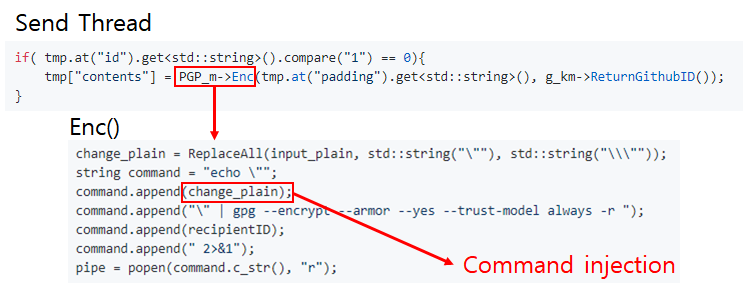 Send Thread
if( tmp.at("id").get<std::string>().compare("1") == 0){
    tmp["contents"] = PGP_m->Enc(tmp.at("padding").get<std::string>(), g_km->ReturnGithubID());
}
Enc()
change_plain = ReplaceAll(input_plain, std::string("\""), std::string("\\\""));
string command = "echo \"";
command.append(change_plain);
command.append("\" | gpg --encrypt --armor --yes --trust-model always -r ");
command.append(recipientID);
command.append(" 2>&1");
pipe = popen(command.c_str(), "r");
Command injection